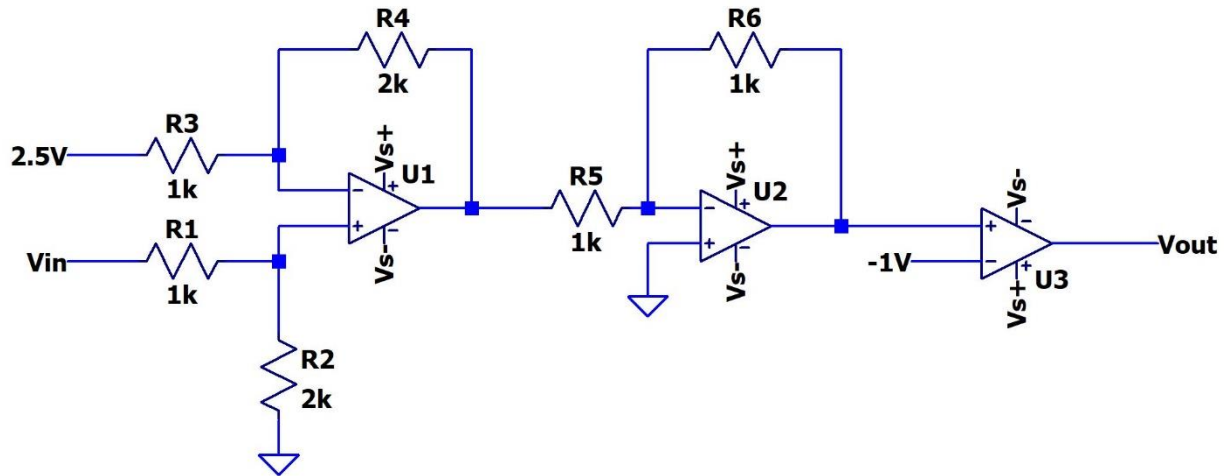 R4
2k
R6
1k
2.5V
R3
1k
Vs+
U1
Vs-
Vin
R1
1k
R2
2k
R5
1k
Vs+
U2
Vs-
-1V
Vs-
U3
Vs+
Vout